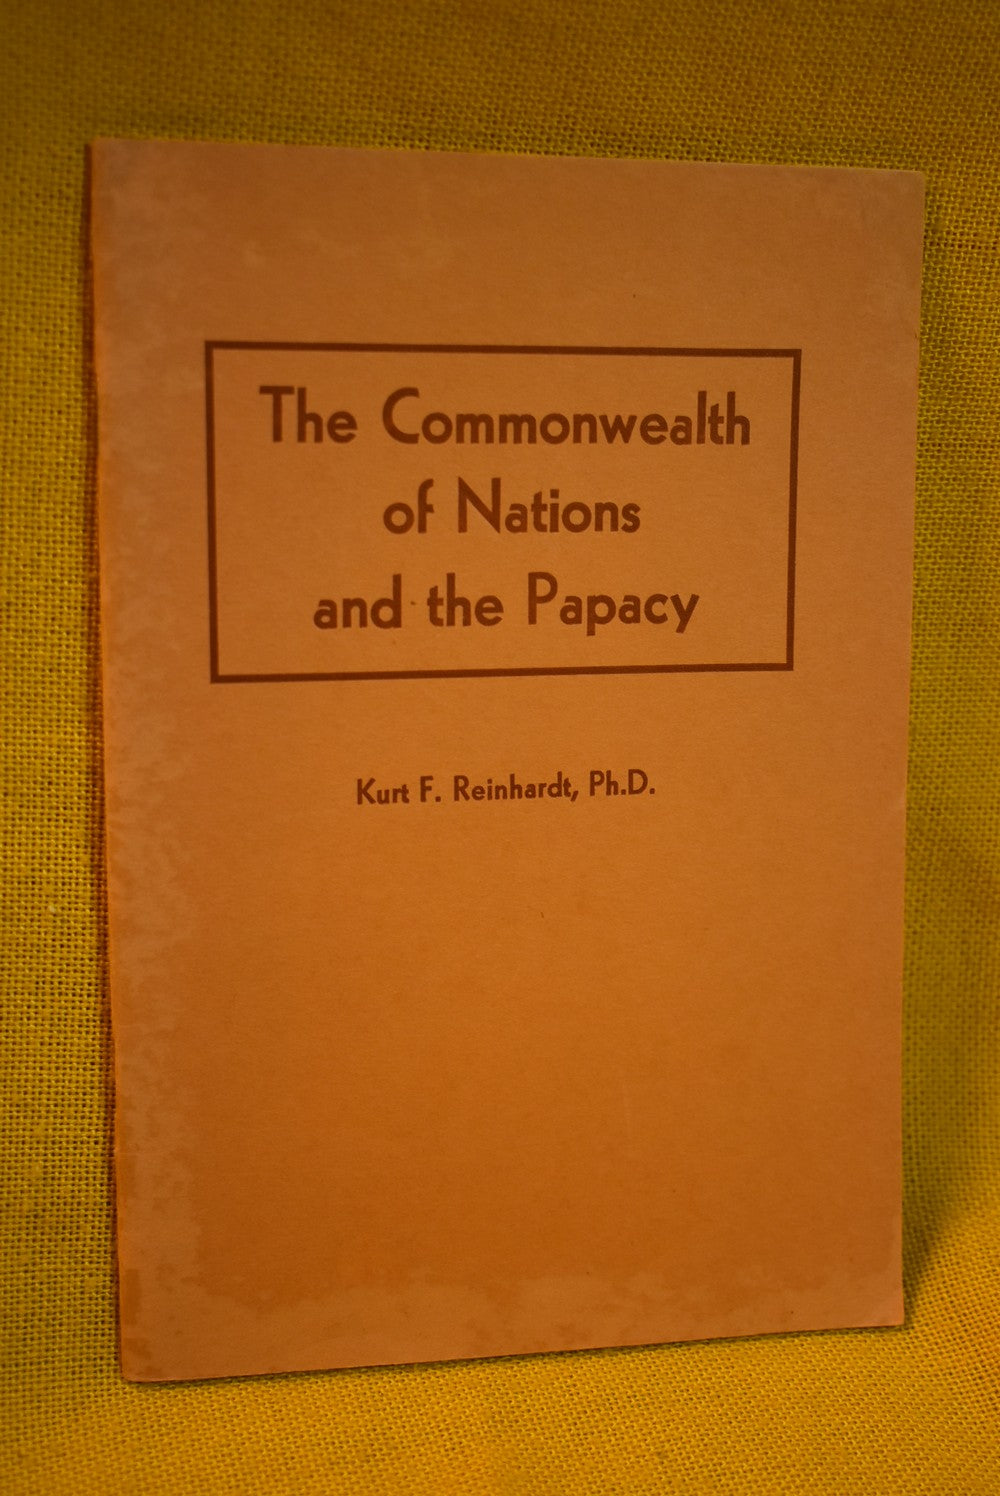 The Commonwealth
of Nations
and the Papacy
Kurt F. Reinhardt, Ph.D.